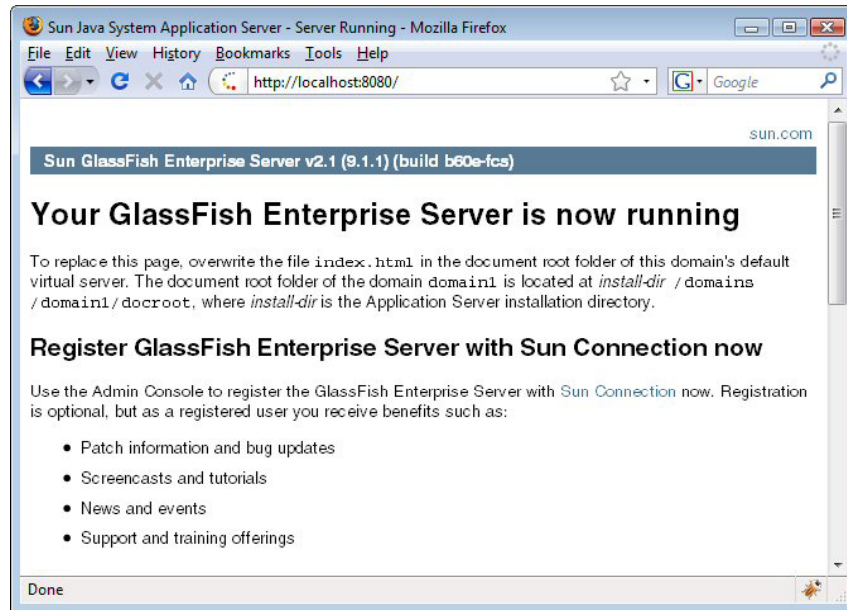 Sun Java System Application Server - Server Running - Mozilla Firefox
File Edit View History Bookmarks Tools Help
http://localhost:8080/ G Google
sun.com
Sun GlassFish Enterprise Server v2.1 (9.1.1) (build b60e-fcs)
Your GlassFish Enterprise Server is now running
To replace this page, overwrite the file index.html in the document root folder of this domain's default
virtual server. The document root folder of the domain domain1 is located at install-dir /domains
/domain1/docroot, where install-dir is the Application Server installation directory.
Register GlassFish Enterprise Server with Sun Connection now
Use the Admin Console to register the GlassFish Enterprise Server with Sun Connection now. Registration
is optional, but as a registered user you receive benefits such as:
• Patch information and bug updates
• Screencasts and tutorials
• News and events
• Support and training offerings
Done